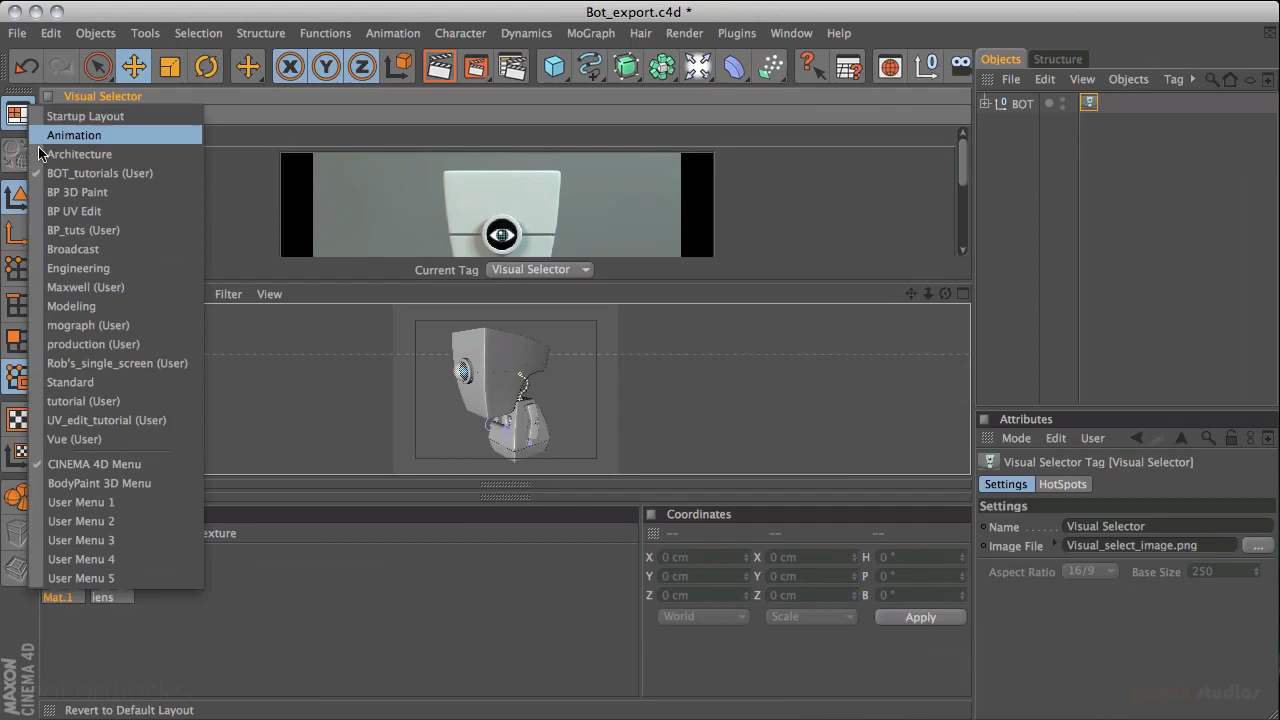 Bot_export.c4d *
File Edit Objects Tools Selection Structure Functions Animation Character Dynamics MoGraph Hair Render Plugins Window Help
Visual Selector
Startup Layout
Animation
Architecture
BOT_tutorials (User)
BP 3D Paint
BP UV Edit
BP_tuts (User)
Broadcast
Engineering
Maxwell (User)
Modeling
mograph (User)
production (User)
Rob's_single_screen (User)
Standard
tutorial (User)
UV_edit_tutorial (User)
Vue (User)
CINEMA 4D Menu
BodyPaint 3D Menu
User Menu 1
User Menu 2
User Menu 3
User Menu 4
User Menu 5
Mat.1 lens
Current Tag Visual Selector
Filter View
exture
Coordinates
-- -- --
X 0 cm X 0 cm H 0 °
Y 0 cm Y 0 cm P 0 °
Z 0 cm Z 0 cm B 0 °
World Scale Apply
Objects Structure
File Edit View Objects Tag
BOT
Attributes
Mode Edit User
Visual Selector Tag [Visual Selector]
Settings HotSpots
Settings
Name Visual Selector
Image File Visual_select_image.png ...
Aspect Ratio 16/9 Base Size 250
MAXON
CINEMA 4D
Revert to Default Layout
studios